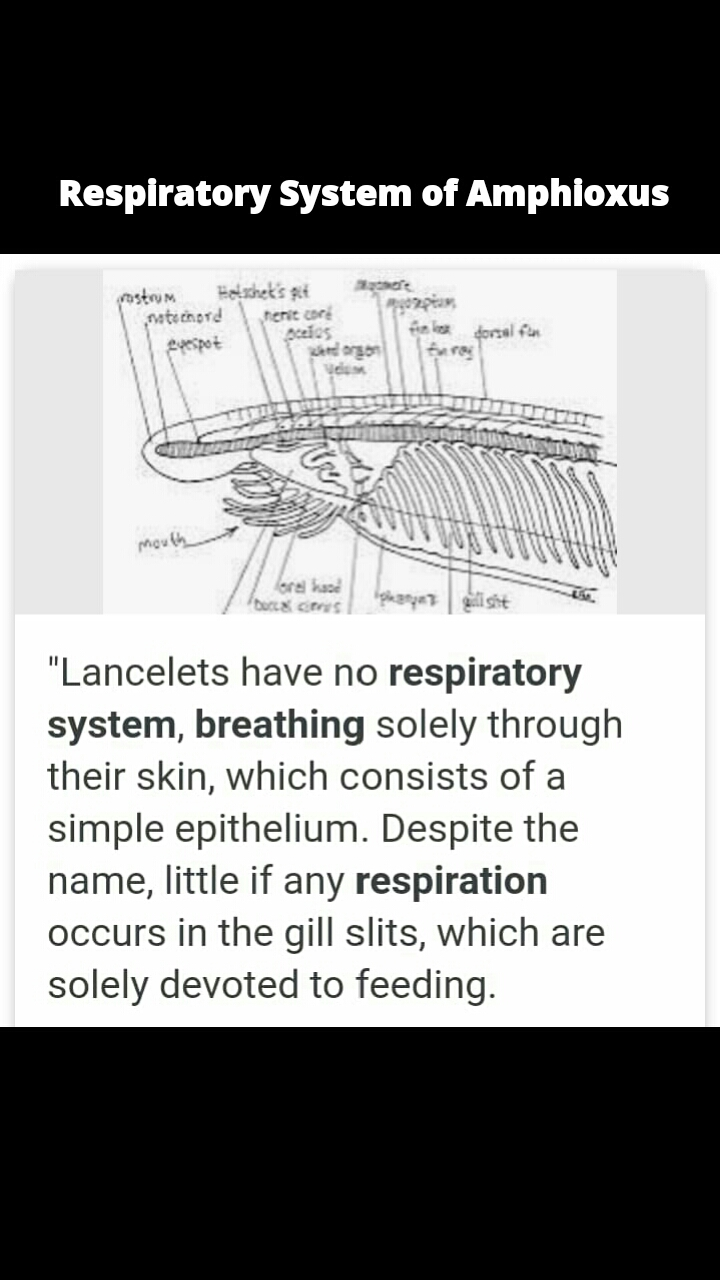 Respiratory System of Amphioxus
rostrum
Hatschek's pit
myomere
notochord
nerve cord
myoseptum
eyespot
ocellus
fin box
dorsal fin
wheel organ
fin ray
velum
mouth
oral hood
buccal cirrus
pharynx
gill slit
"Lancelets have no respiratory
system, breathing solely through
their skin, which consists of a
simple epithelium. Despite the
name, little if any respiration
occurs in the gill slits, which are
solely devoted to feeding.